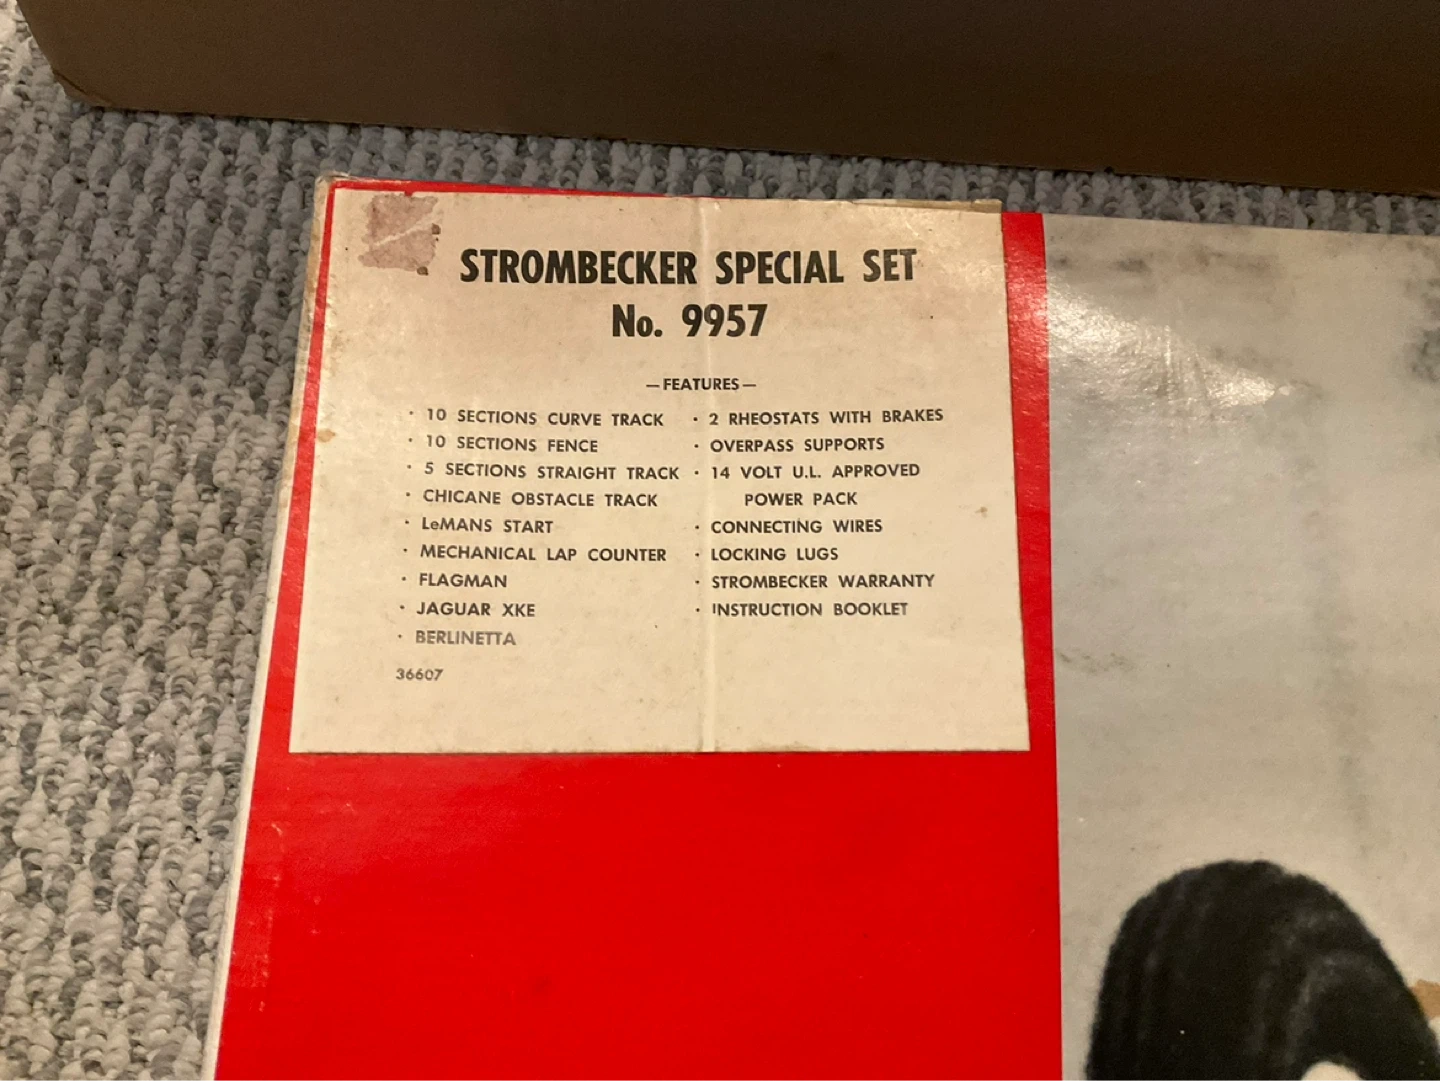 STROMBECKER SPECIAL SET
No. 9957
—FEATURES—
· 10 SECTIONS CURVE TRACK
· 10 SECTIONS FENCE
· 5 SECTIONS STRAIGHT TRACK
· CHICANE OBSTACLE TRACK
· LeMANS START
· MECHANICAL LAP COUNTER
· FLAGMAN
· JAGUAR XKE
· BERLINETTA
36607
· 2 RHEOSTATS WITH BRAKES
· OVERPASS SUPPORTS
· 14 VOLT U.L. APPROVED
POWER PACK
· CONNECTING WIRES
· LOCKING LUGS
· STROMBECKER WARRANTY
· INSTRUCTION BOOKLET